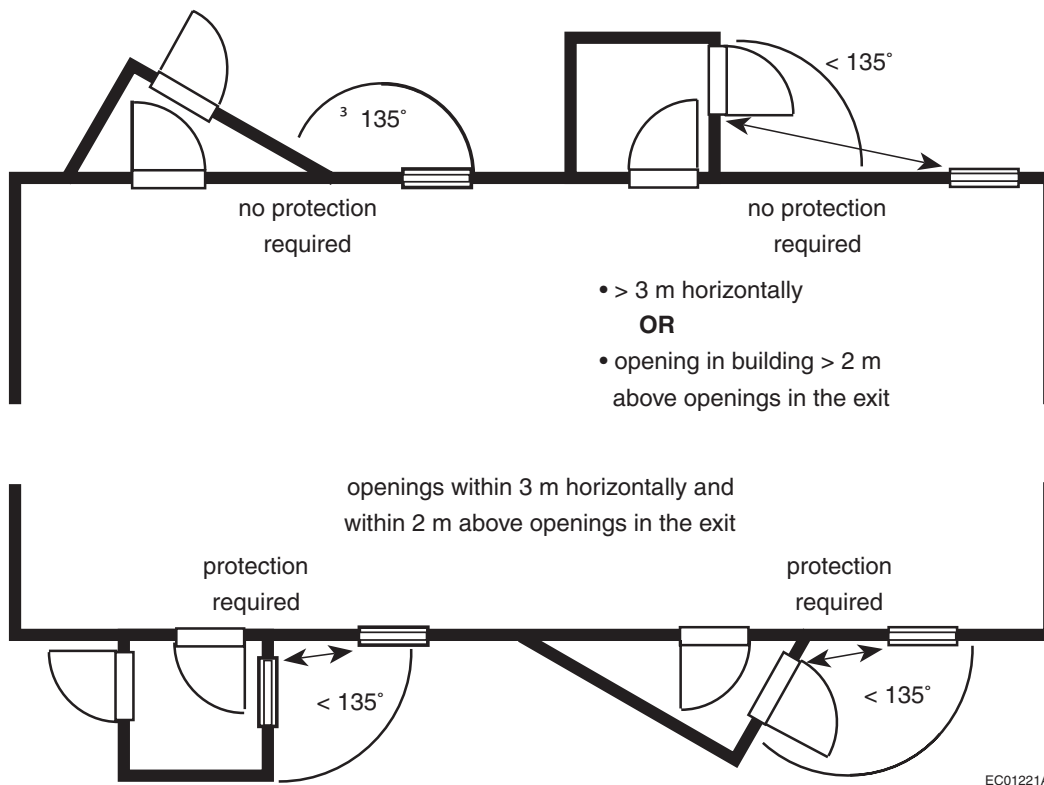 ³ 135°
< 135°
no protection
required
no protection
required
• > 3 m horizontally
OR
• opening in building > 2 m
above openings in the exit
openings within 3 m horizontally and
within 2 m above openings in the exit
protection
required
protection
required
< 135°
< 135°
EC01221A